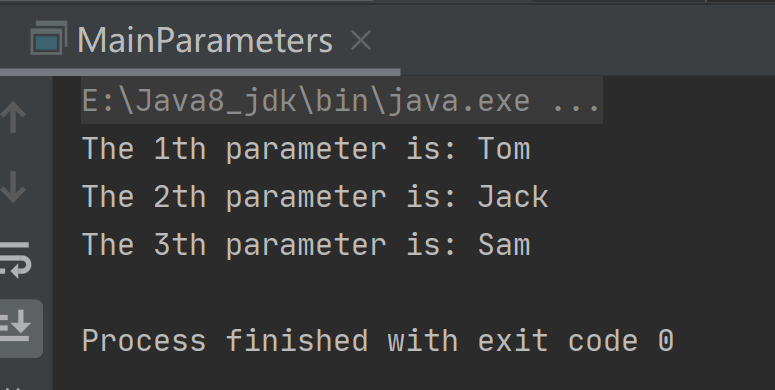 MainParameters
E:\Java8_jdk\bin\java.exe ...
The 1th parameter is: Tom
The 2th parameter is: Jack
The 3th parameter is: Sam
Process finished with exit code 0